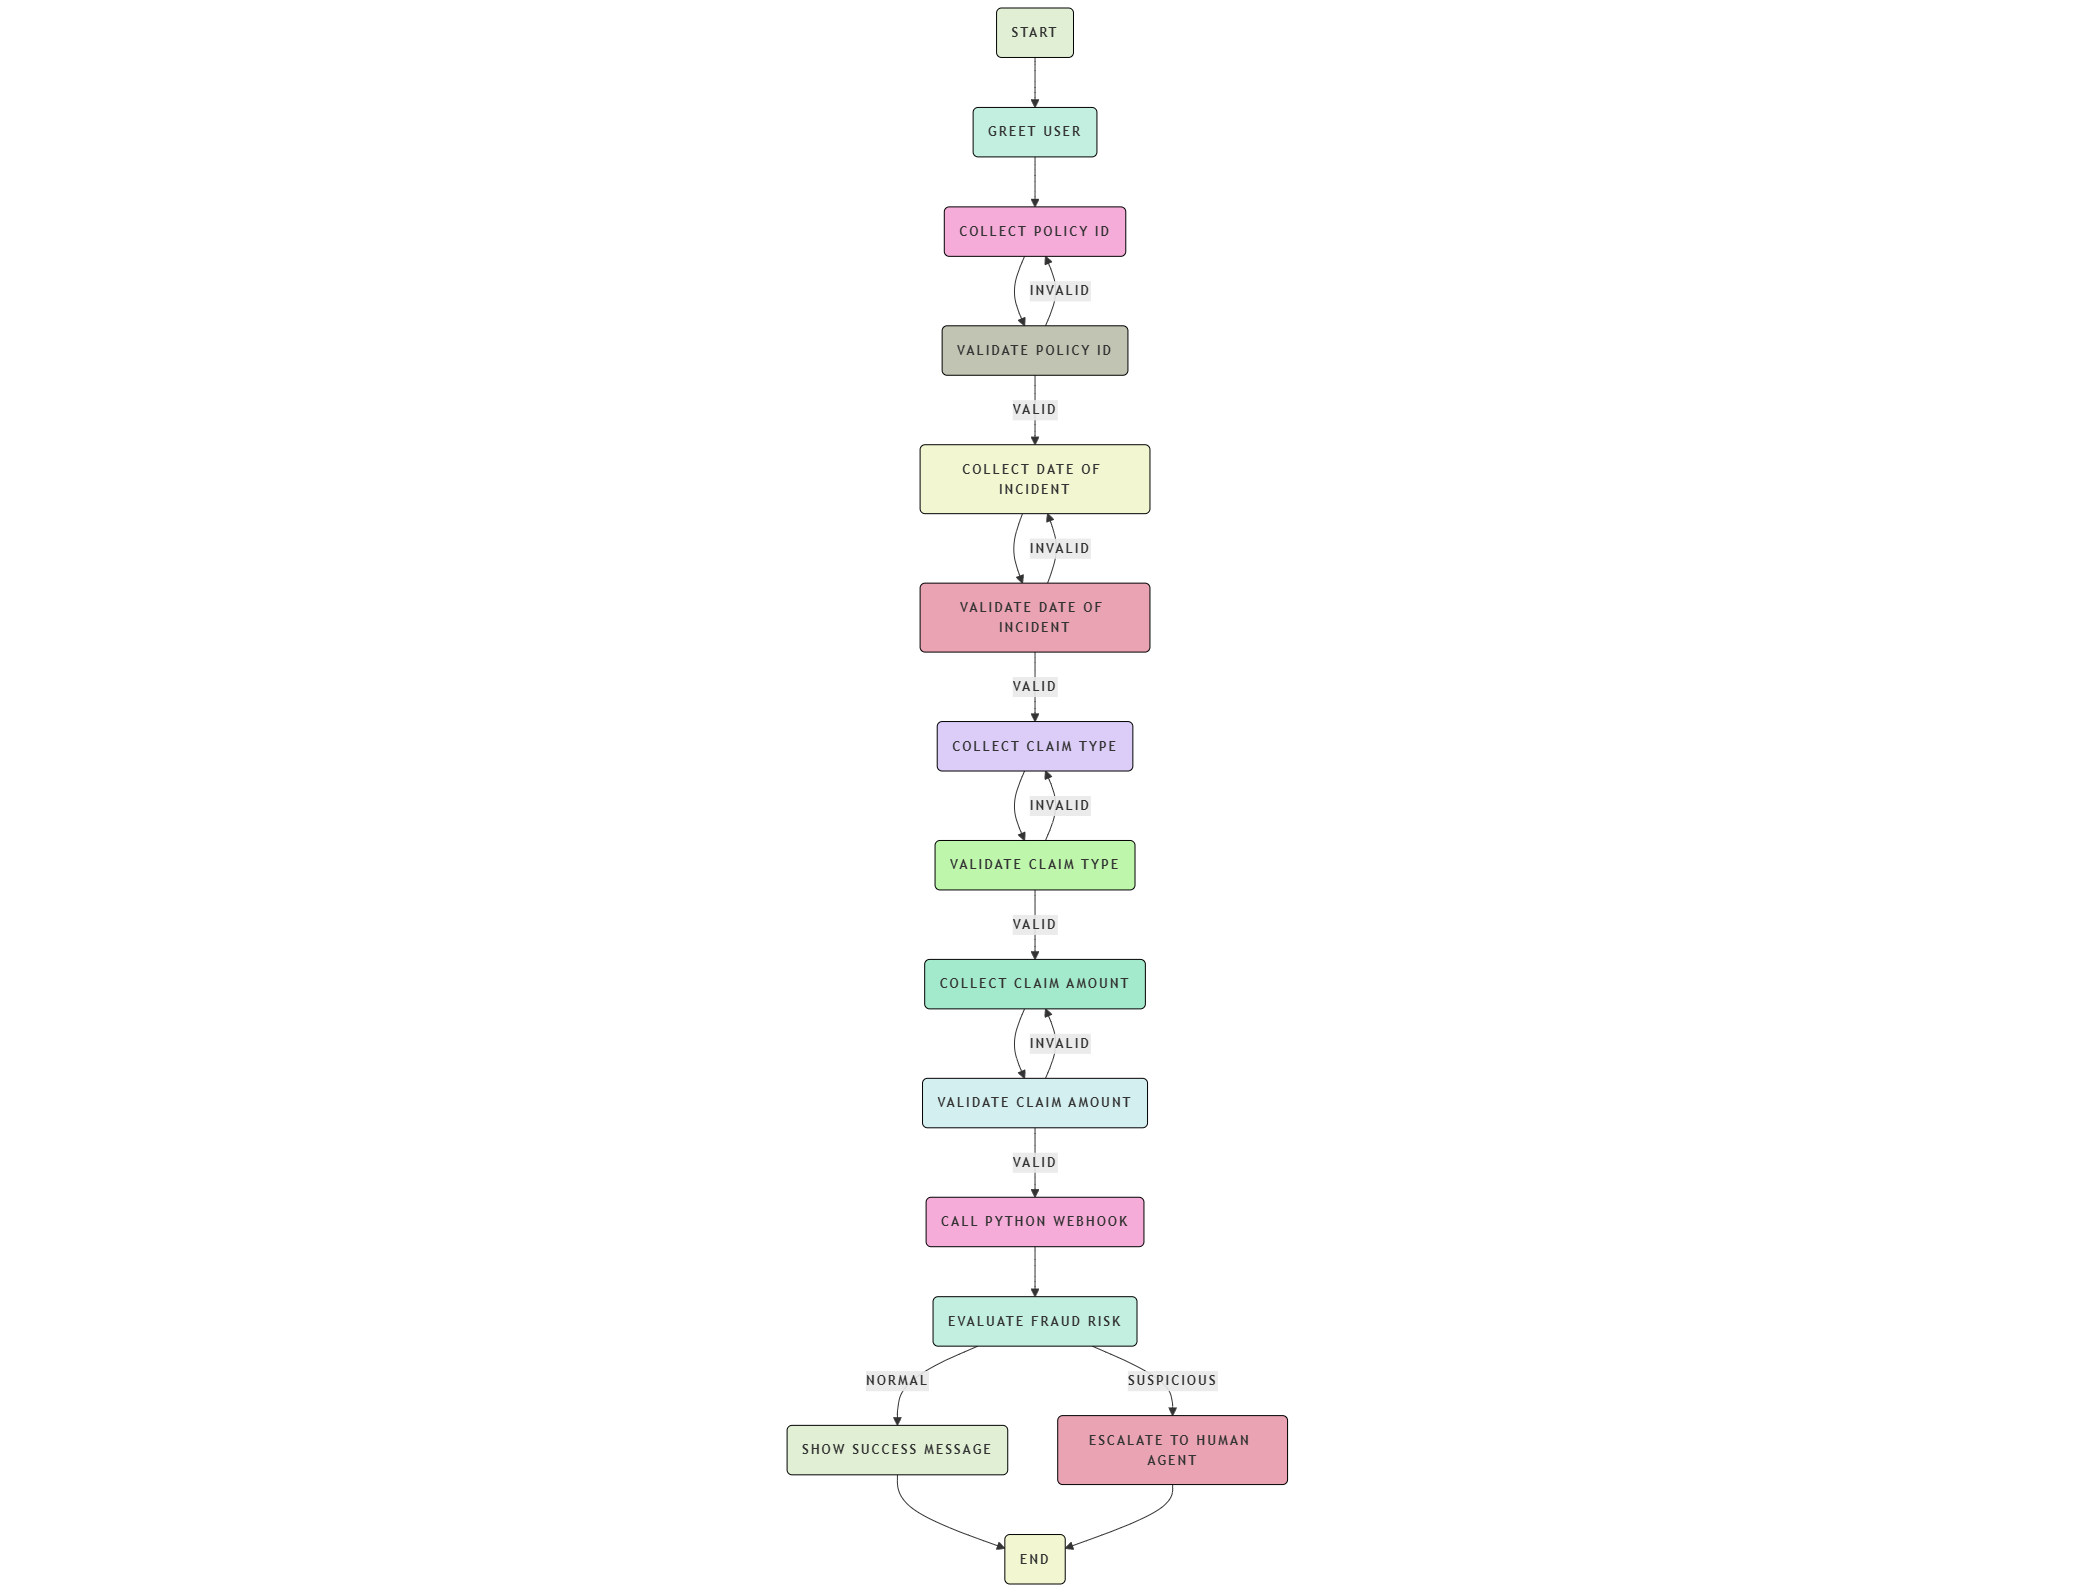 START
GREET USER
COLLECT POLICY ID
INVALID
VALIDATE POLICY ID
VALID
COLLECT DATE OF
INCIDENT
INVALID
VALIDATE DATE OF
INCIDENT
VALID
COLLECT CLAIM TYPE
INVALID
VALIDATE CLAIM TYPE
VALID
COLLECT CLAIM AMOUNT
INVALID
VALIDATE CLAIM AMOUNT
VALID
CALL PYTHON WEBHOOK
EVALUATE FRAUD RISK
NORMAL
SUSPICIOUS
SHOW SUCCESS MESSAGE
ESCALATE TO HUMAN
AGENT
END